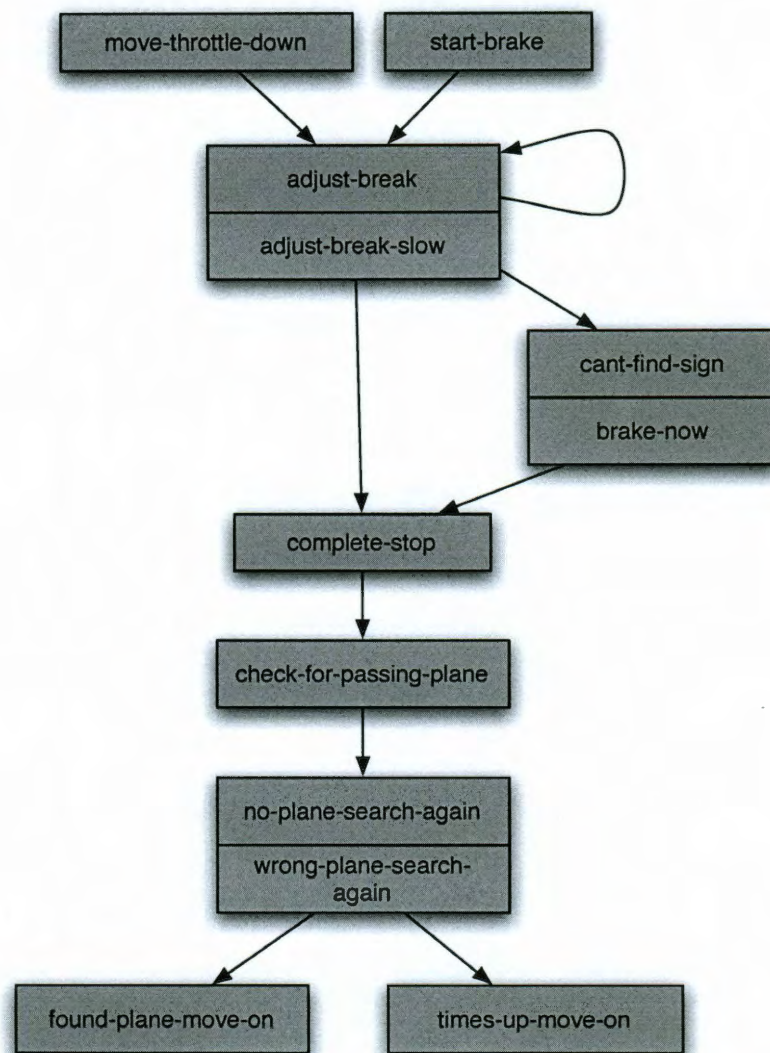 move-throttle-down
start-brake
adjust-break
adjust-break-slow
cant-find-sign
brake-now
complete-stop
check-for-passing-plane
no-plane-search-again
wrong-plane-search-
again
found-plane-move-on
times-up-move-on